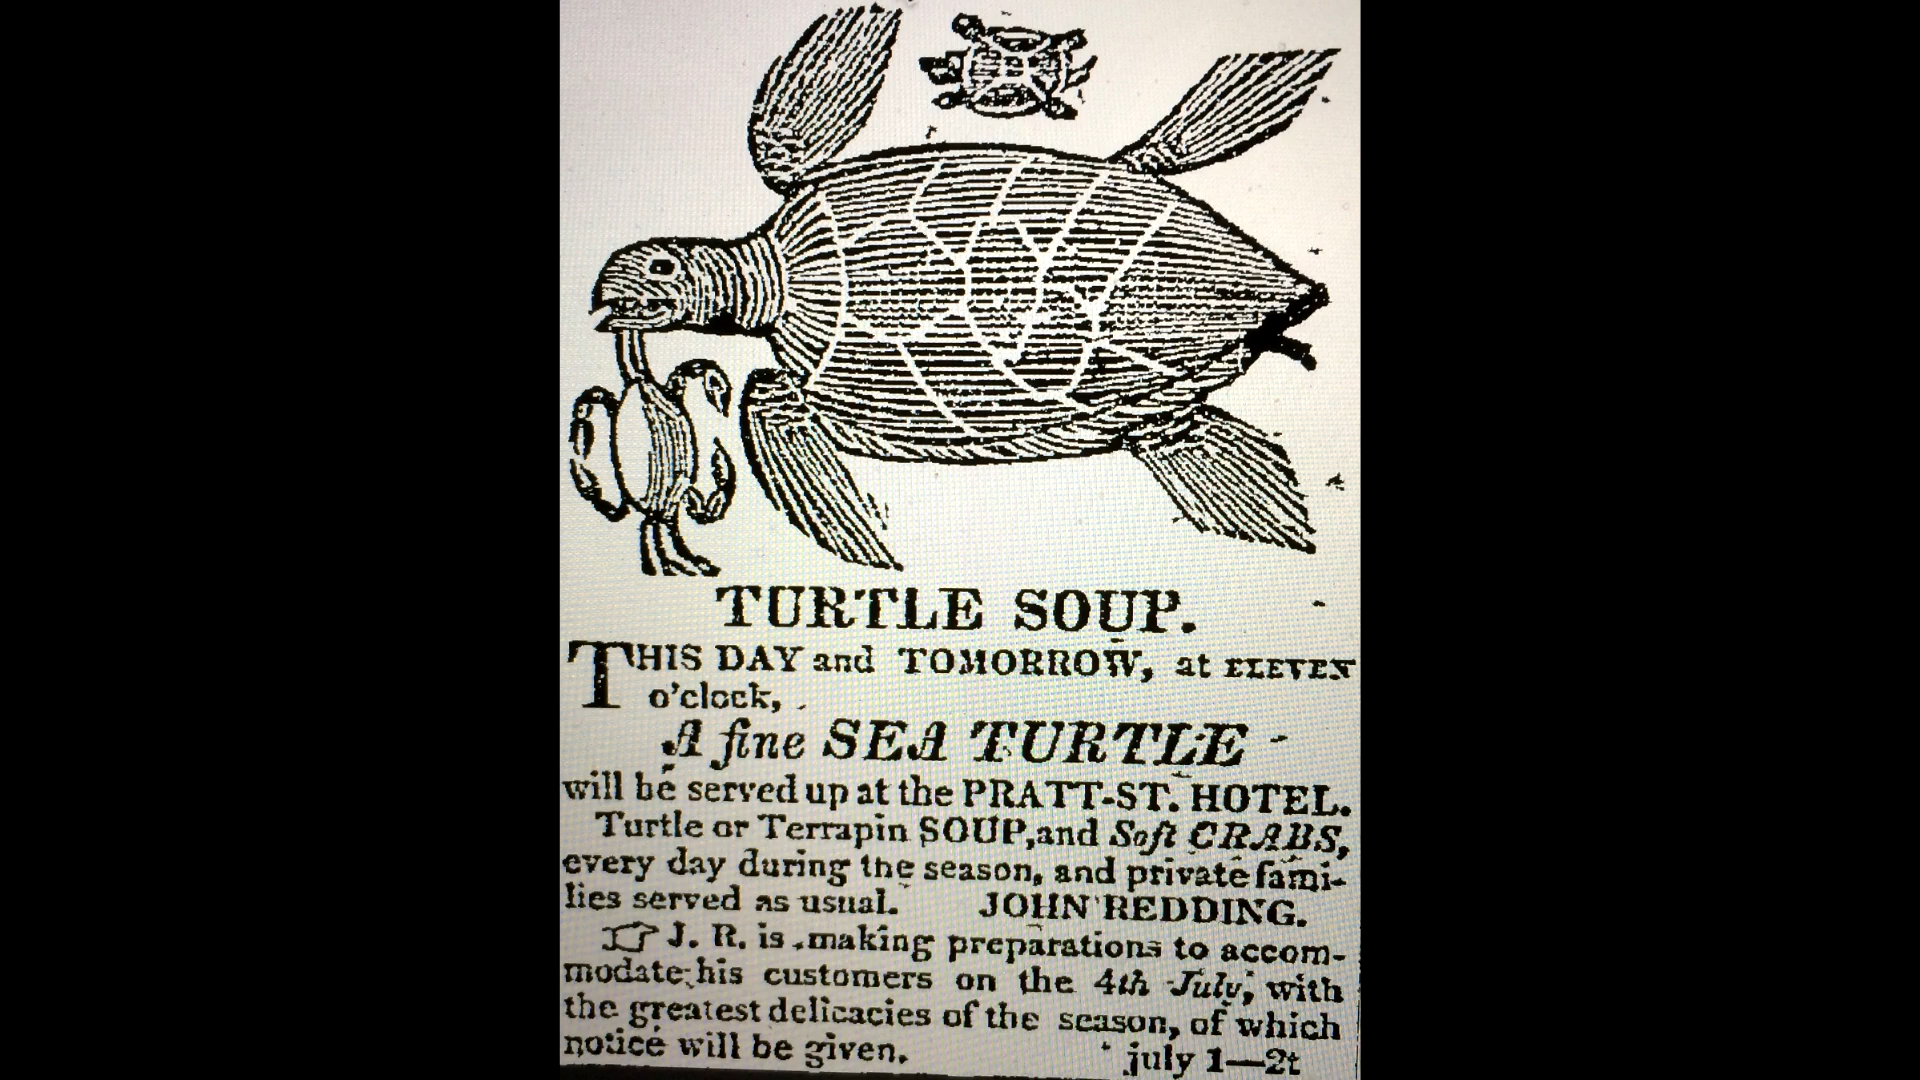 TURTLE SOUP.
THIS DAY and TOMORROW, at ELEVEN
o'clock,
A fine SEA TURTLE
will be served up at the PRATT-ST. HOTEL.
Turtle or Terrapin SOUP, and Soft CRABS,
every day during the season, and private fami-
lies served as usual. JOHN REDDING.
☞ J. R. is making preparations to accom-
modate his customers on the 4th July, with
the greatest delicacies of the season, of which
notice will be given. july 1—2t